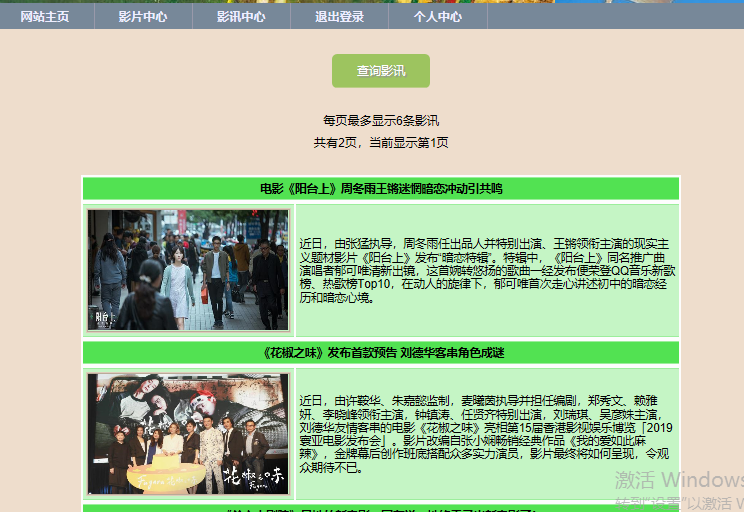 网站主页 影片中心 影讯中心 退出登录 个人中心
查询影讯
每页最多显示6条影讯
共有2页，当前显示第1页
电影《阳台上》周冬雨王锵迷惘暗恋冲动引共鸣
阳台上
近日，由张猛执导，周冬雨任出品人并特别出演、王锵领衔主演的现实主
义题材影片《阳台上》发布“暗恋特辑”。特辑中，《阳台上》同名推广曲
演唱者郁可唯清新出镜，这首婉转悠扬的歌曲一经发布便荣登QQ音乐新歌
榜、热歌榜Top10，在动人的旋律下，郁可唯首次走心讲述初中的暗恋经
历和暗恋心境。
《花椒之味》发布首款预告 刘德华客串角色成谜
花椒之味
Fagara
近日，由许鞍华、朱嘉懿监制，麦曦茵执导并担任编剧，郑秀文、赖雅
妍、李晓峰领衔主演，钟镇涛、任贤齐特别出演，刘瑞琪、吴彦姝主演，
刘德华友情客串的电影《花椒之味》亮相第15届香港影视娱乐博览「2019
寰亚电影发布会」。影片改编自张小娴畅销经典作品《我的爱如此麻
辣》，金牌幕后创作班底搭配众多实力演员，影片最终将如何呈现，令观
众期待不已。
激活 Windows
转到"设置"以激活 W